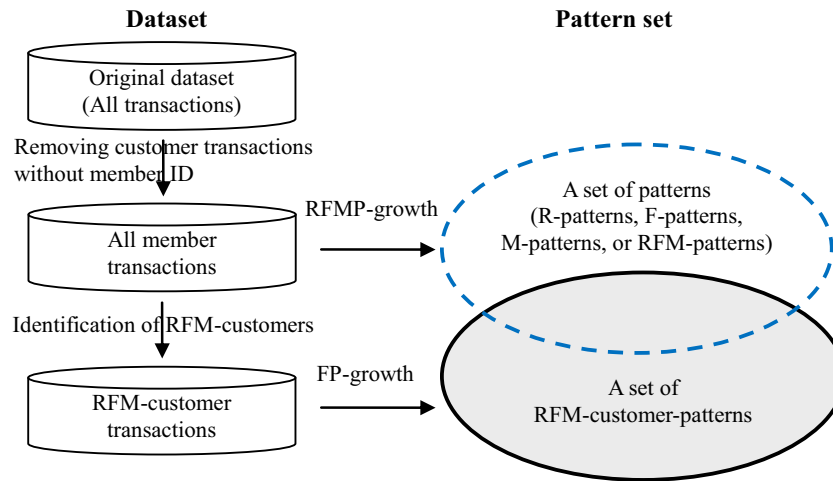 Dataset
Pattern set
Original dataset
(All transactions)
Removing customer transactions
without member ID
All member
transactions
RFMP-growth
A set of patterns
(R-patterns, F-patterns,
M-patterns, or RFM-patterns)
Identification of RFM-customers
RFM-customer
transactions
FP-growth
A set of
RFM-customer-patterns